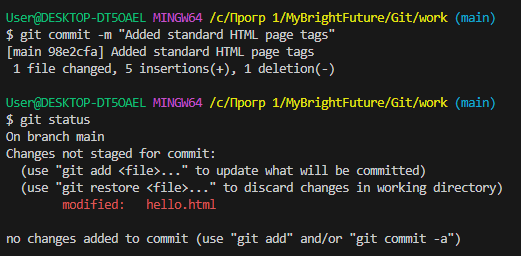 User@DESKTOP-DT5OAEL MINGW64 /c/Прогр 1/MyBrightFuture/Git/work (main)
$ git commit -m "Added standard HTML page tags"
[main 98e2cfa] Added standard HTML page tags
 1 file changed, 5 insertions(+), 1 deletion(-)

User@DESKTOP-DT5OAEL MINGW64 /c/Прогр 1/MyBrightFuture/Git/work (main)
$ git status
On branch main
Changes not staged for commit:
  (use "git add <file>..." to update what will be committed)
  (use "git restore <file>..." to discard changes in working directory)
        modified:   hello.html

no changes added to commit (use "git add" and/or "git commit -a")